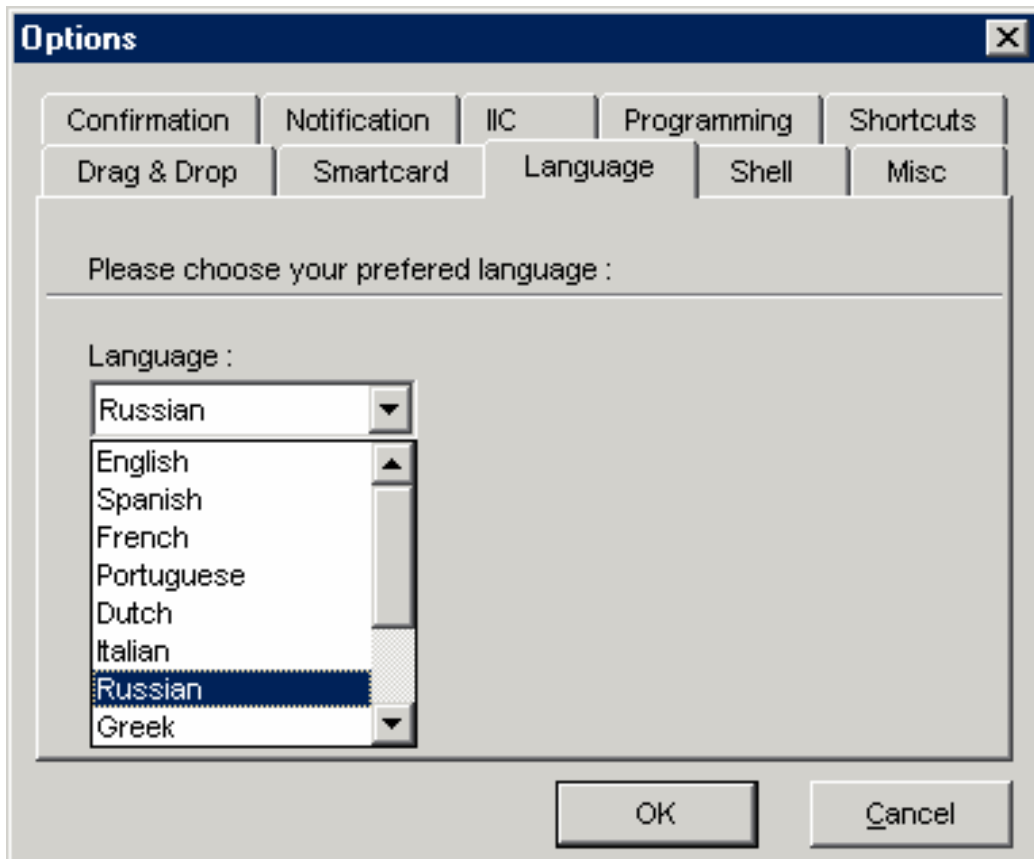 Options
Confirmation Notification IIC Programming Shortcuts
Drag & Drop Smartcard Language Shell Misc
Please choose your prefered language :
Language :
Russian
English
Spanish
French
Portuguese
Dutch
Italian
Russian
Greek
OK Cancel